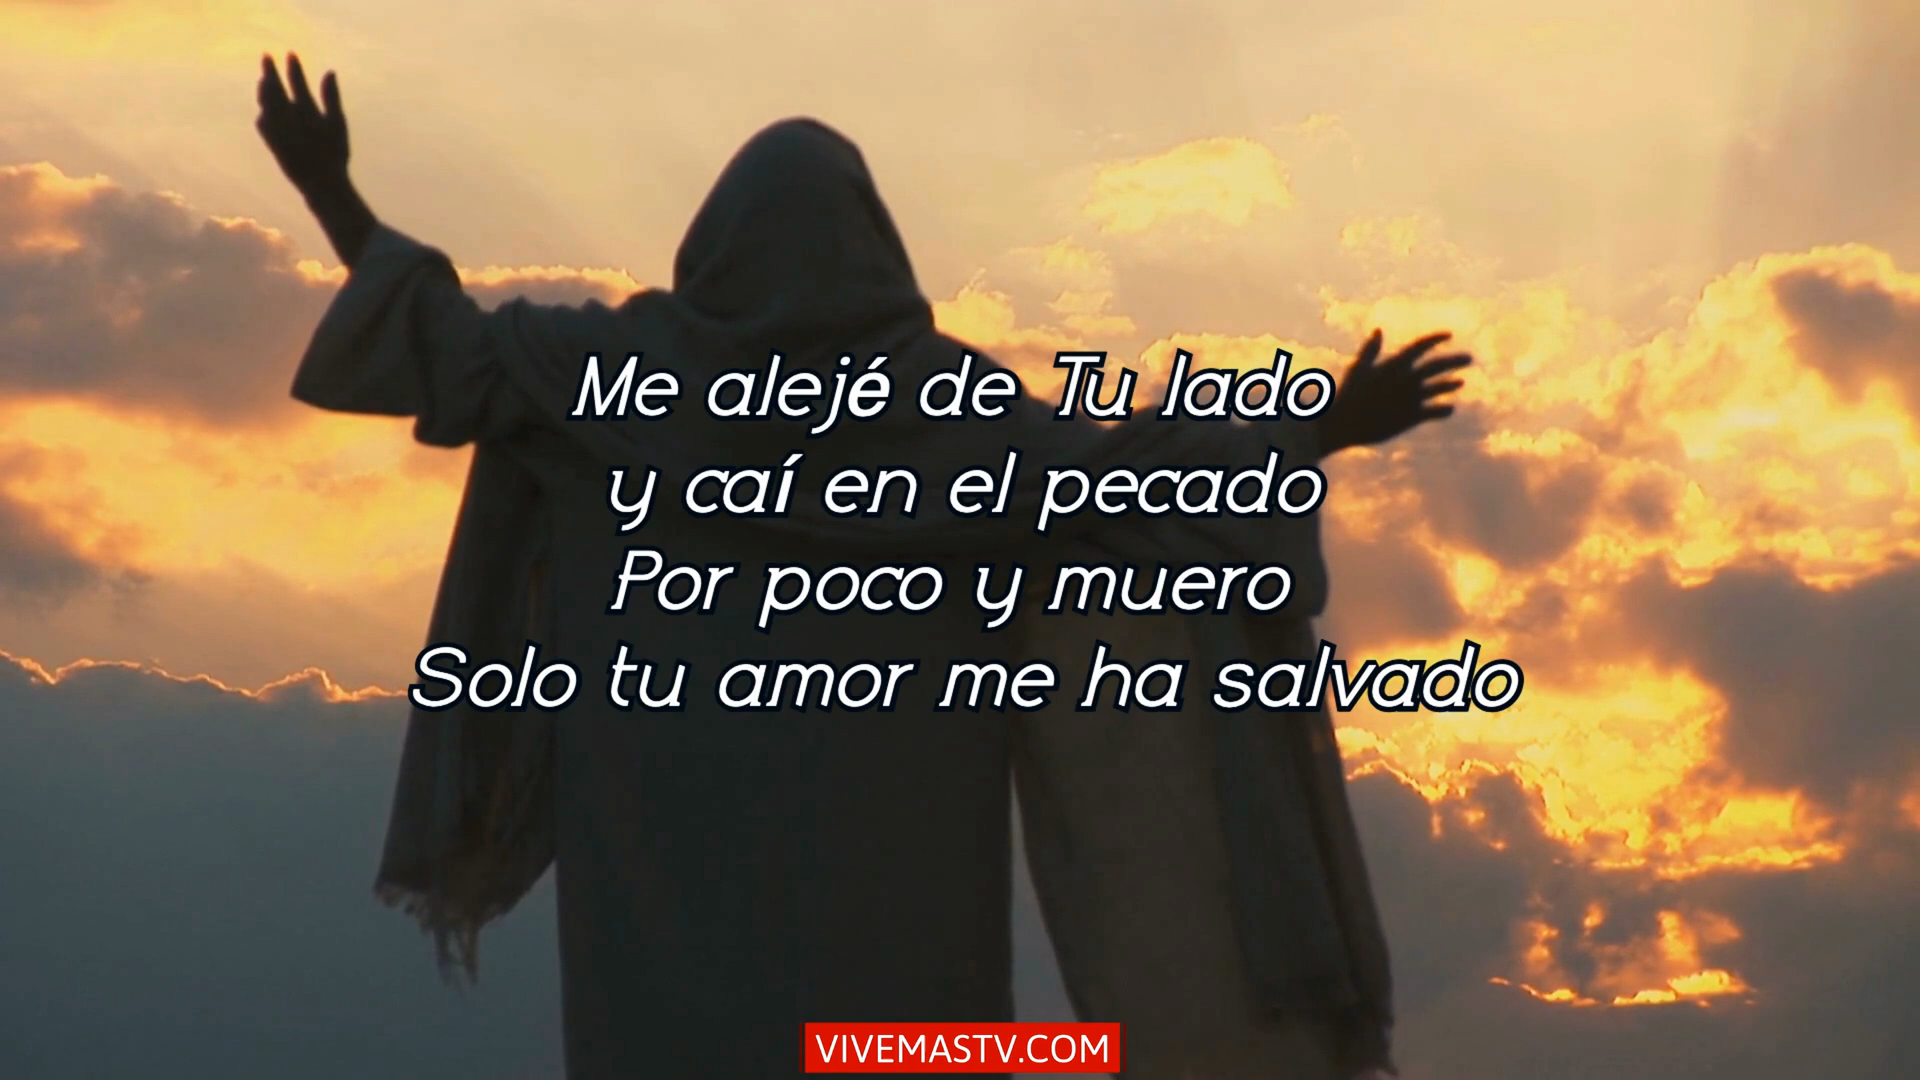 Me alejé de Tu lado
y caí en el pecado
Por poco y muero
Solo tu amor me ha salvado
VIVEMASTV.COM